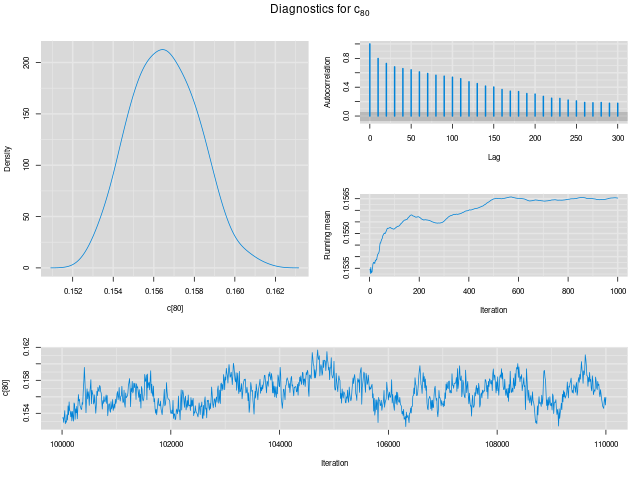 Diagnostics for c80
Density
0 50 100 150 200
0.152 0.154 0.156 0.158 0.160 0.162
c[80]
Autocorrelation
0.0 0.4 0.8
0 50 100 150 200 250 300
Lag
Running mean
0.1535 0.1550 0.1565
0 200 400 600 800 1000
Iteration
c[80]
0.154 0.158 0.162
100000 102000 104000 106000 108000 110000
Iteration